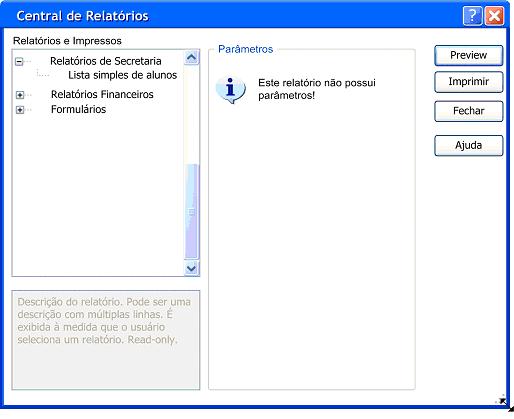 Central de Relatórios
Relatórios e Impressos
Relatórios de Secretaria
Lista simples de alunos
Relatórios Financeiros
Formulários
Descrição do relatório. Pode ser uma
descrição com múltiplas linhas. É
exibida à medida que o usuário
seleciona um relatório. Read-only.
Parâmetros
Este relatório não possui
parâmetros!
Preview
Imprimir
Fechar
Ajuda